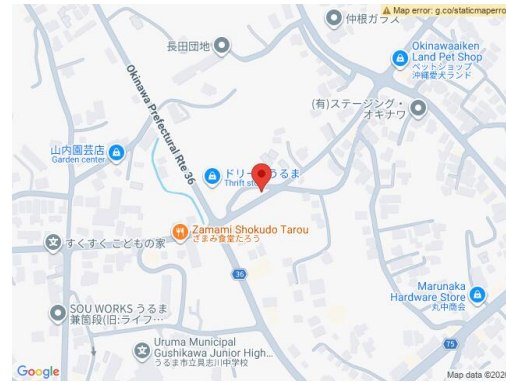 Map error: g.co/staticmaperro
仲根ガラス
長田団地
Okinawaaiken
Land Pet Shop
ペットショップ
沖縄愛犬ランド
(有)ステージング・
オキナワ
Okinawa Prefectural Rte 36
山内園芸店
Garden center
うるま
Thrift
Zamami Shokudo Tarou
ざまみ食堂たろう
すくすく こどもの家
36
Marunaka
Hardware Store
丸中商会
SOU WORKS うるま
兼箇段(旧:ライフ…
75
Uruma Municipal
Gushikawa Junior High...
うるま市立具志川中学校
Google
Map data ©2026